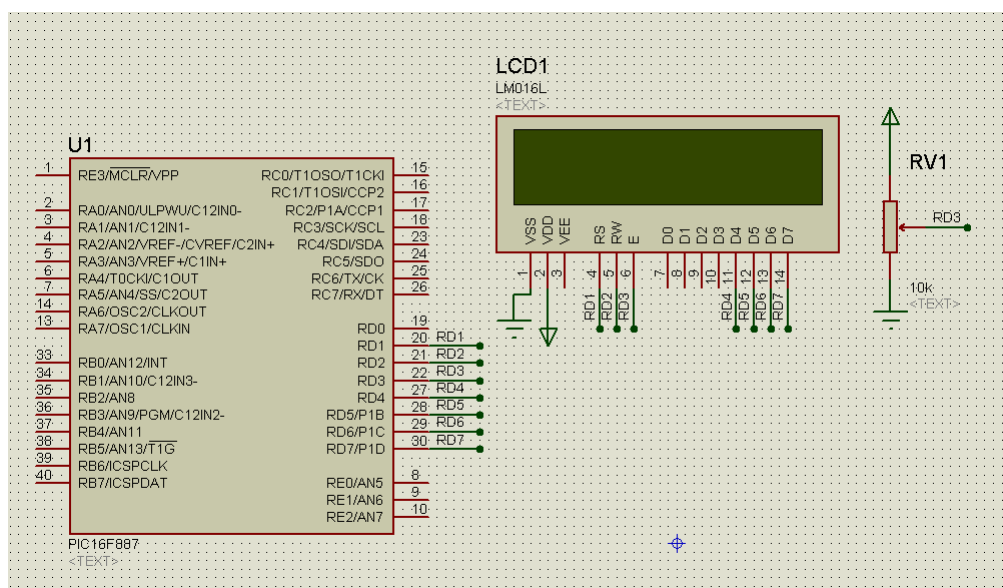 LCD1
LM016L
<TEXT>
U1
1 RE3/MCLR/VPP
2 RA0/AN0/ULPWU/C12IN0-
3 RA1/AN1/C12IN1-
4 RA2/AN2/VREF-/CVREF/C2IN+
5 RA3/AN3/VREF+/C1IN+
6 RA4/T0CKI/C1OUT
7 RA5/AN4/SS/C2OUT
14 RA6/OSC2/CLKOUT
13 RA7/OSC1/CLKIN
33 RB0/AN12/INT
34 RB1/AN10/C12IN3-
35 RB2/AN8
36 RB3/AN9/PGM/C12IN2-
37 RB4/AN11
38 RB5/AN13/T1G
39 RB6/ICSPCLK
40 RB7/ICSPDAT
RC0/T1OSO/T1CKI 15
RC1/T1OSI/CCP2 16
RC2/P1A/CCP1 17
RC3/SCK/SCL 18
RC4/SDI/SDA 23
RC5/SDO 24
RC6/TX/CK 25
RC7/RX/DT 26
RD0 19
RD1 20 RD1
RD2 21 RD2
RD3 22 RD3
RD4 27 RD4
RD5/P1B 28 RD5
RD6/P1C 29 RD6
RD7/P1D 30 RD7
RE0/AN5 8
RE1/AN6 9
RE2/AN7 10
PIC16F887
<TEXT>
VSS VDD VEE RS RW E D0 D1 D2 D3 D4 D5 D6 D7
1 2 3 4 5 6 7 8 9 10 11 12 13 14
RD1 RD2 RD3 RD4 RD5 RD6 RD7
RV1
RD3
10k
<TEXT>